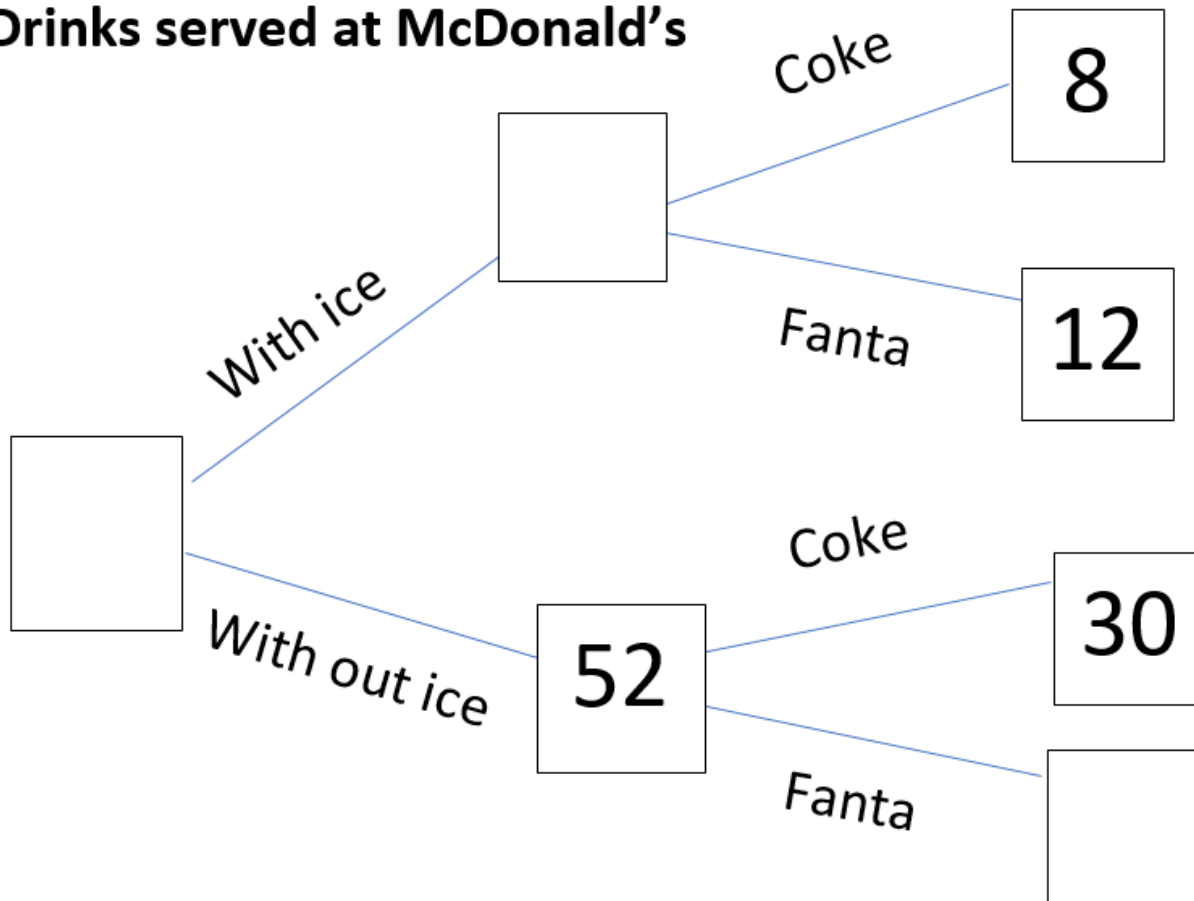 Drinks served at McDonald’s
Coke
8
With ice
Fanta
12
Coke
30
With out ice
52
Fanta